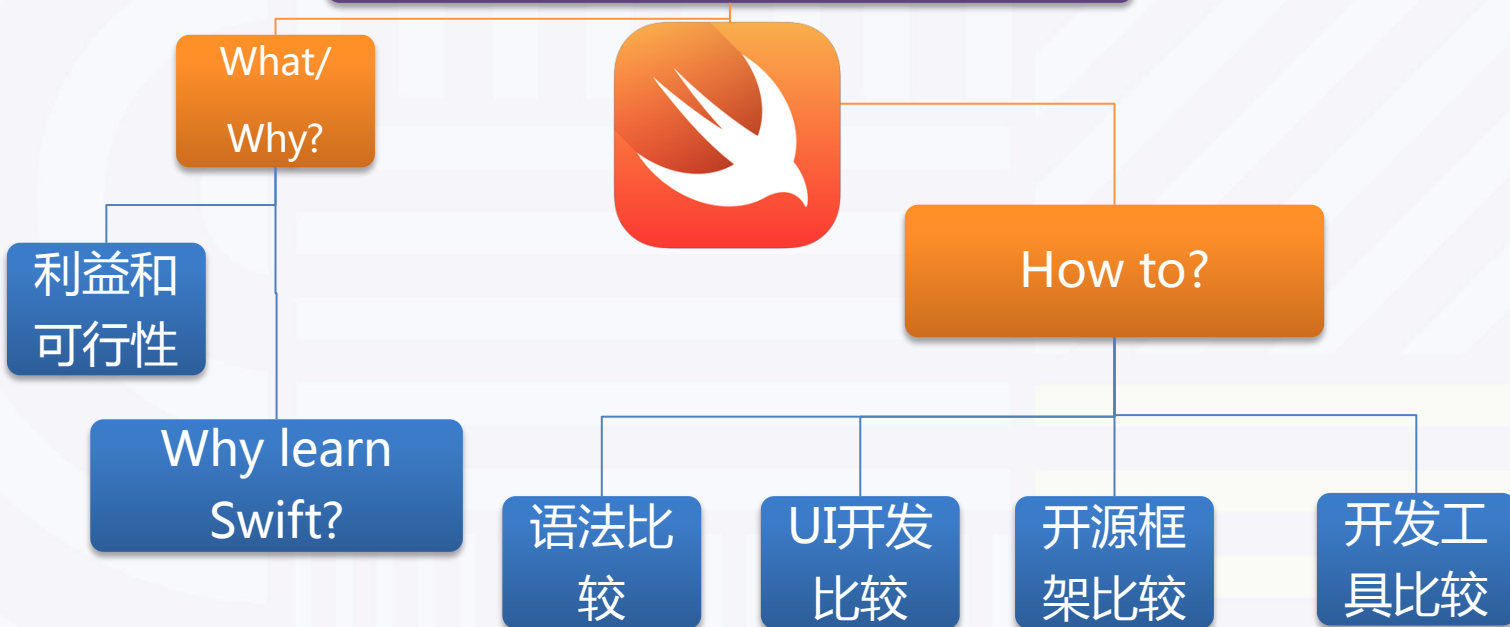 What/
Why?
How to?
利益和
可行性
Why learn
Swift?
语法比
较
UI开发
比较
开源框
架比较
开发工
具比较